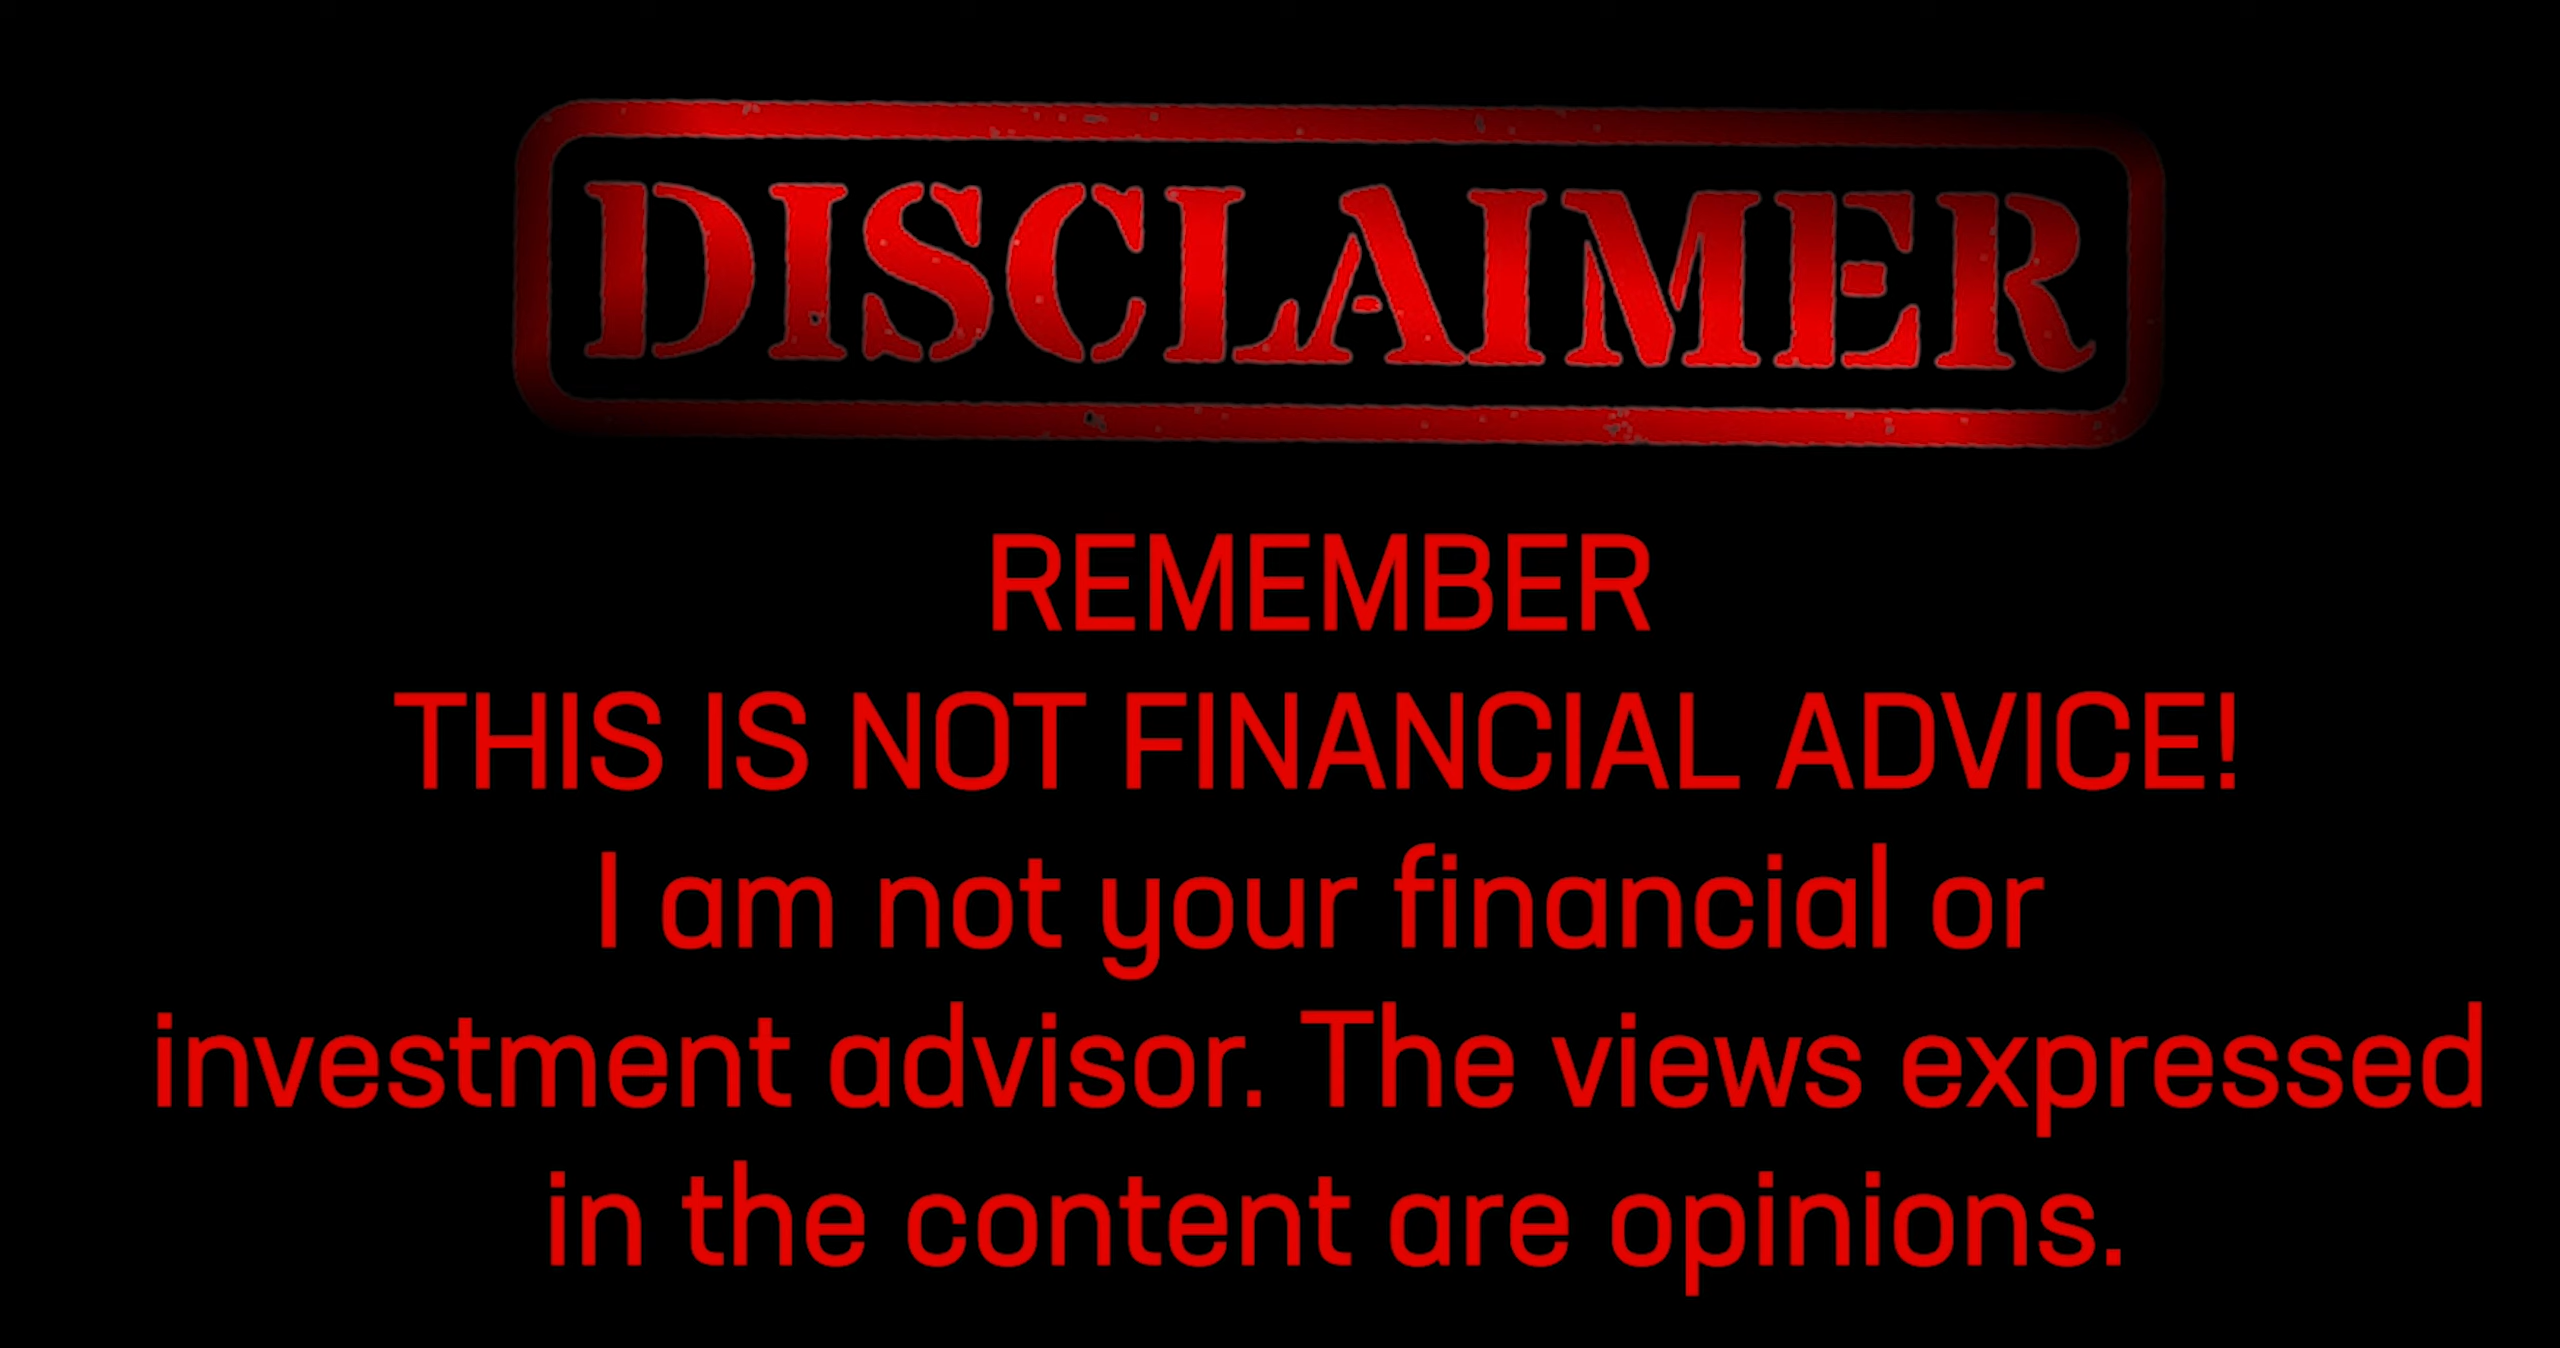 DISCLAIMER
REMEMBER
THIS IS NOT FINANCIAL ADVICE!
I am not your financial or
investment advisor. The views expressed
in the content are opinions.